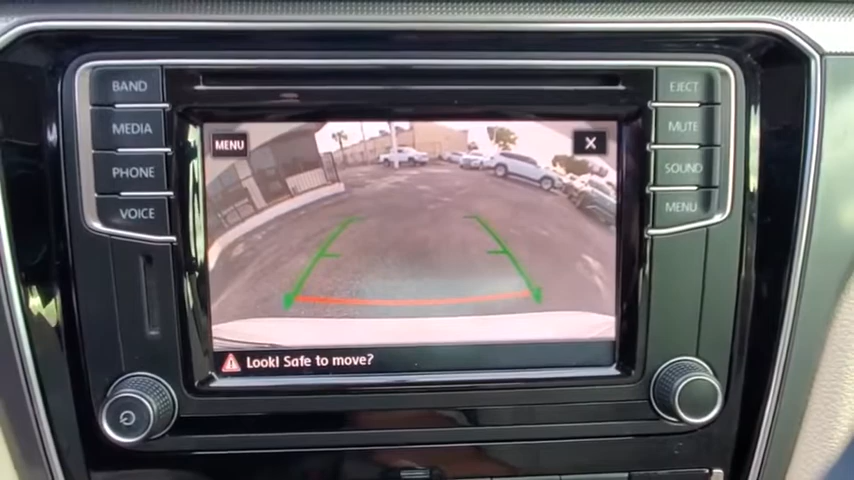 BAND
MEDIA
PHONE
VOICE
MENU
X
Look! Safe to move?
EJECT
MUTE
SOUND
MENU